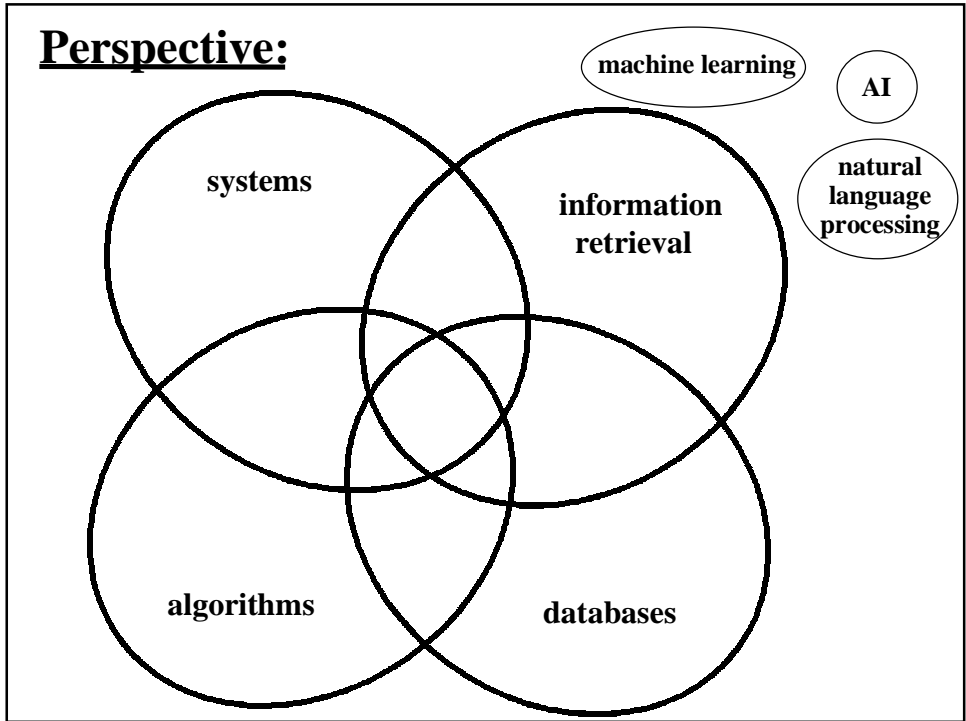 Perspective:
machine learning
AI
systems
information
retrieval
natural
language
processing
algorithms
databases